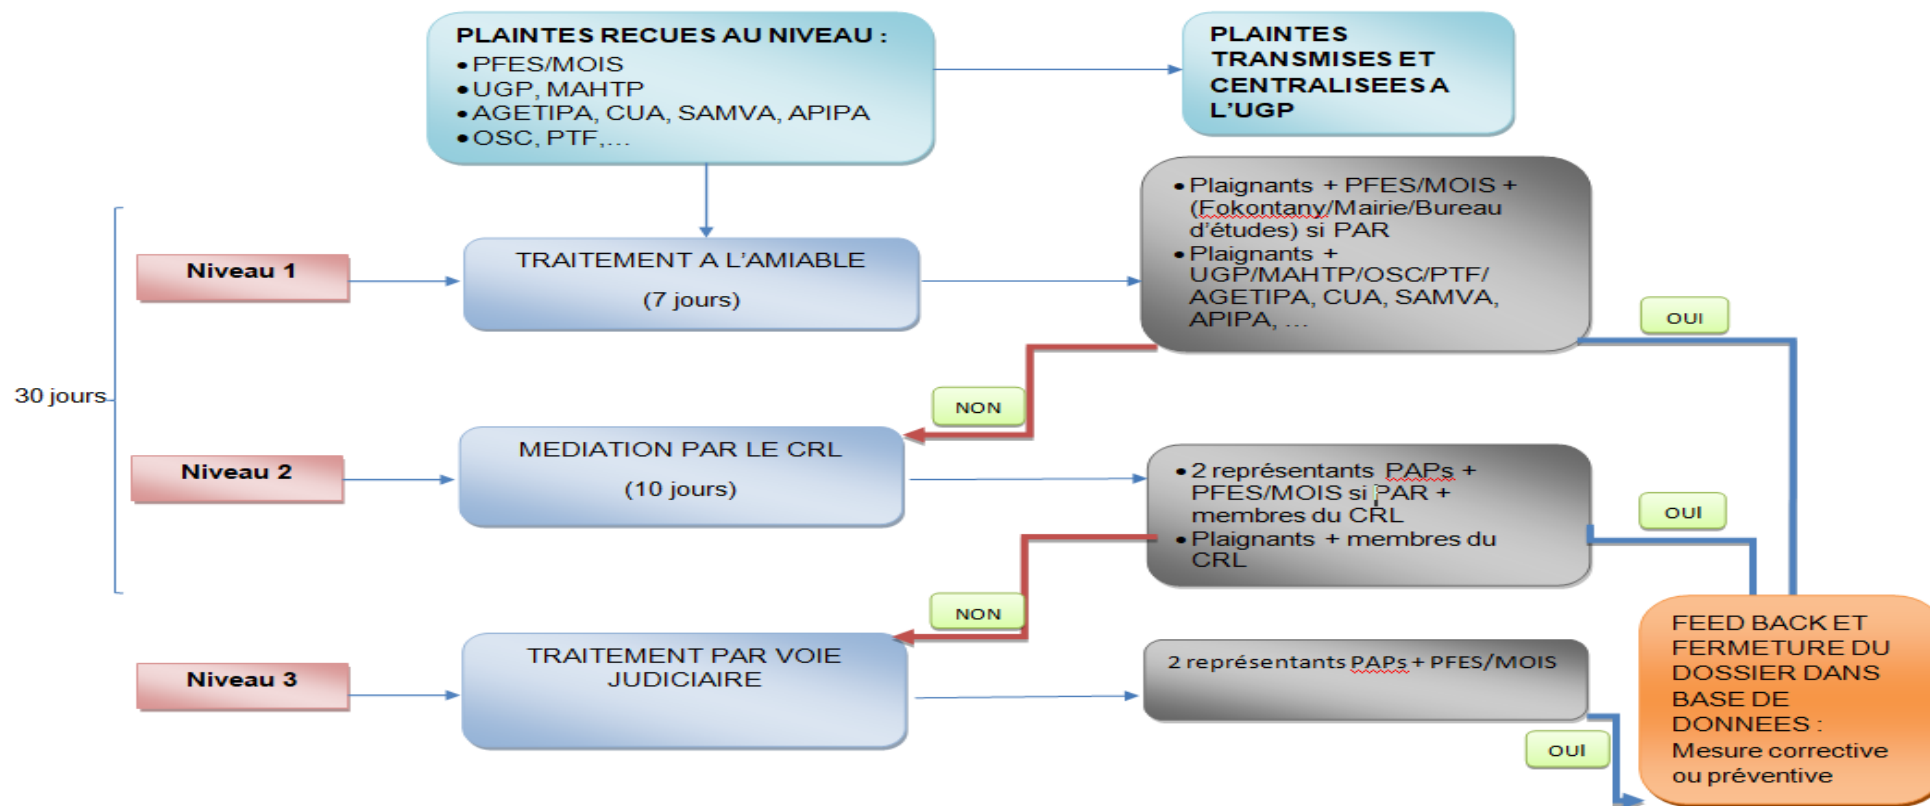 PLAINTES RECUES AU NIVEAU :
•PFES/MOIS
•UGP, MAHTP
•AGETIPA, CUA, SAMVA, APIPA
•OSC, PTF,...
PLAINTES
TRANSMISES ET
CENTRALISEES A
L'UGP
30 jours
Niveau 1
TRAITEMENT A L'AMIABLE
(7 jours)
•Plaignants + PFES/MOIS +
(Fokontany/Mairie/Bureau
d'études) si PAR
•Plaignants +
UGP/MAHTP/OSC/PTF/
AGETIPA, CUA, SAMVA,
APIPA, ...
OUI
NON
Niveau 2
MEDIATION PAR LE CRL
(10 jours)
•2 représentants PAPs +
PFES/MOIS si PAR +
membres du CRL
•Plaignants + membres du
CRL
OUI
NON
Niveau 3
TRAITEMENT PAR VOIE
JUDICIAIRE
2 représentants PAPs + PFES/MOIS
OUI
FEED BACK ET
FERMETURE DU
DOSSIER DANS
BASE DE
DONNEES :
Mesure corrective
ou préventive